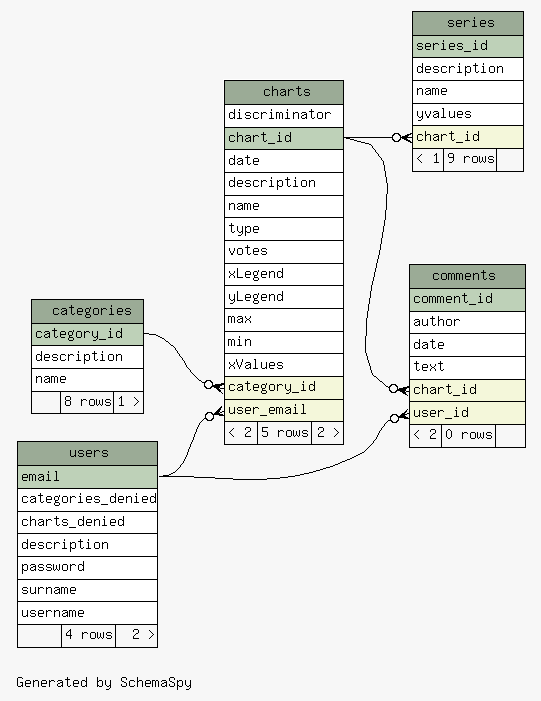 series
series_id
description
name
yvalues
chart_id
< 1 9 rows
charts
discriminator
chart_id
date
description
name
type
votes
xLegend
yLegend
max
min
xValues
category_id
user_email
< 2 5 rows 2 >
comments
comment_id
author
date
text
chart_id
user_id
< 2 0 rows
categories
category_id
description
name
8 rows 1 >
users
email
categories_denied
charts_denied
description
password
surname
username
4 rows 2 >
Generated by SchemaSpy